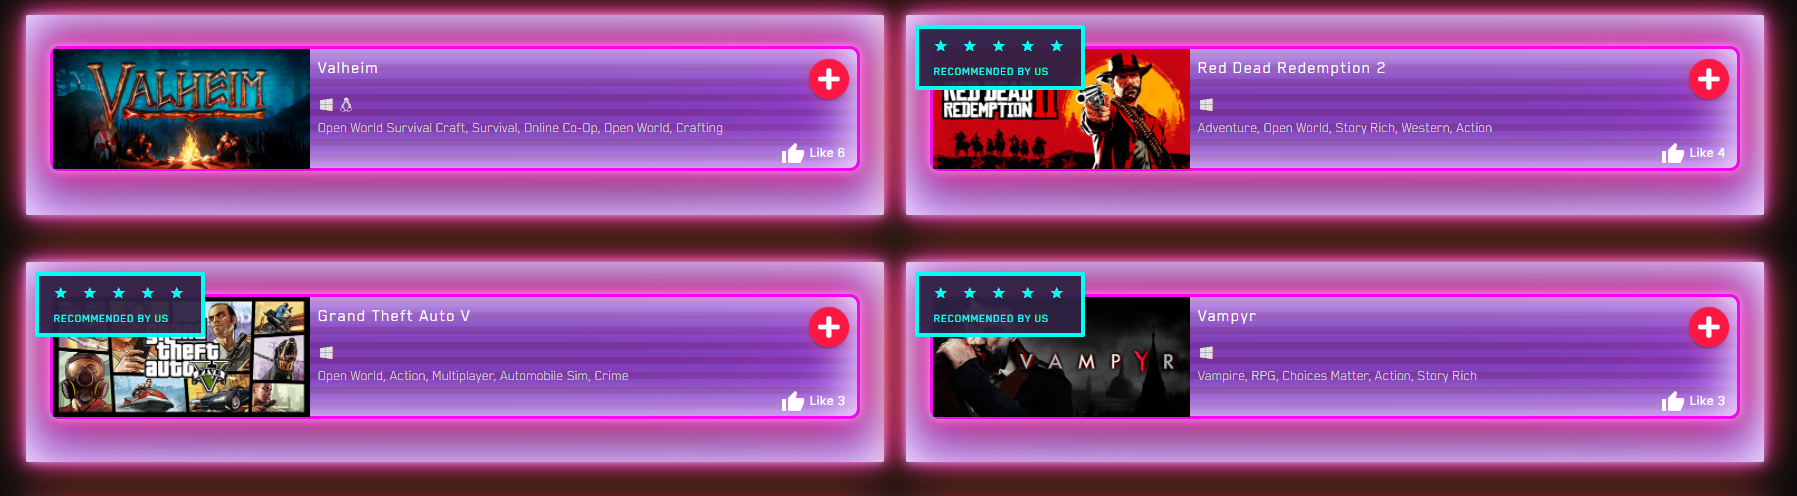 VALHEIM
Valheim
Open World Survival Craft, Survival, Online Co-Op, Open World, Crafting
Like 6
RECOMMENDED BY US
RED DEAD
REDEMPTION II
Red Dead Redemption 2
Adventure, Open World, Story Rich, Western, Action
Like 4
RECOMMENDED BY US
grand
theft
auto V
Grand Theft Auto V
Open World, Action, Multiplayer, Automobile Sim, Crime
Like 3
RECOMMENDED BY US
VAMPYR
Vampyr
Vampire, RPG, Choices Matter, Action, Story Rich
Like 3